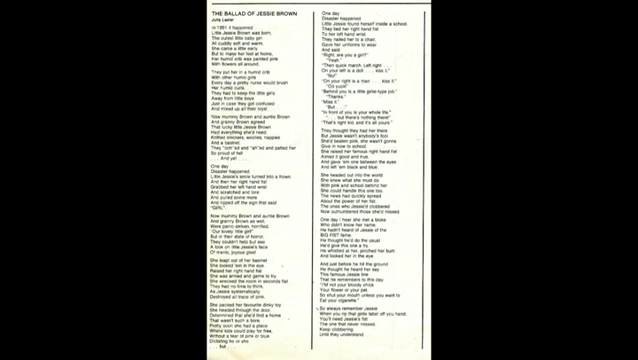 THE BALLAD OF JESSIE BROWN
In 1951 it happened
Little Jessie Brown was born,
The cutest little baby girl
All cuddly soft and warm,
She came a little early
But to make her feel at home,
Her humid crib was painted pink
With flowers all around.
They put her in a humid crib
With other humid girls
Every day a pretty nurse would brush
Her humid curls
They had to keep the little girls
Away from little boys
Just in case they got confused
And mixed up all their toys!
Now mummy Brown and auntie Brown
And granny Brown agreed
That lucky little Jessie Brown
Had everything she'd need.
Knitted singlets, woolies, nappies
And a basinet,
They "ooh"ed and "ah"ed and patted her
So proud of her
. . . And yet . . .
One day
Disaster happened
Little Jessie's smile turned into a frown.
And then her right hand fist
Grabbed her left hand wrist
And scratched and tore
And pulled some more
And ripped off the sign that said
"GIRL".
Now mummy Brown and auntie Brown
And granny Brown as well,
Were panic-striken, horrified,
"Our lovely little girl!"
But in their state of horror,
They couldn't help but see
A look on little Jessie's face
Of manic, joyous glee!
She leapt out of her basinet
She looked 'em in the eye
Raised her right hand fist
She was armed and game to try
She wrecked the room in seconds flat
They had no time to think,
As Jessie systematically
Destroyed all trace of pink.
She packed her favourite dinky toy
She headed through the door,
Determined that she'd find a home
That wasn't such a bore.
Pretty soon she had a place
Where kids could play for free,
Without a fear of pink or blue
Dictating he or she
. . . but . . .
One day
Disaster happened
Little Jessie found herself inside a school.
They tied her right hand fist
To her left hand wrist.
They nailed her to a chair,
Gave her uniforms to wear
And said
"Right, are you a girl?"
"Yeah."
"Then quick march. Left right . . .
On your left is a doll . . . kiss it."
"No!"
"On your right is a man . . . kiss it."
"Behind you is a little girlie-type job."
"Thanks."
"Miss it."
"But . . .
"In front of you is your whole life."
" . . . but there's nothing there!"
"That's right kid, and it's all yours."
They thought they had her there
But Jessie wasn't anybody's fool.
She'd beaten pink, she wasn't gonna
Give in now to school.
She raised her famous right hand fist
Aimed it good and true,
And gave 'em one between the eyes
And left 'em black and blue.
She headed out into the world
She knew what she must do
With pink and school behind her
She could handle this one too.
The news had quickly spread
About the power of her fist
The ones who Jessie'd clobbered
Now outnumbered those she'd missed.
One day I hear she met a bloke
Who didn't know her name.
He hadn't heard of Jessie of the
BIG FIST fame.
He thought he'd do the usual
He'd give this one a try.
He whistled at her, pinched her bum
And looked her in the eye
And just before he hit the ground
He thought he heard her say
This famous Jessie line
That he remembers to this day
"I'm not your bloody chick
Your flower or your pet.
So shut your mouth unless you want to
Eat your cigarette."
So always remember Jessie
When you rip that girlie label off you hand.
You'll need Jessie's fist
The one that never missed.
Keep clobbering
Until they understand.